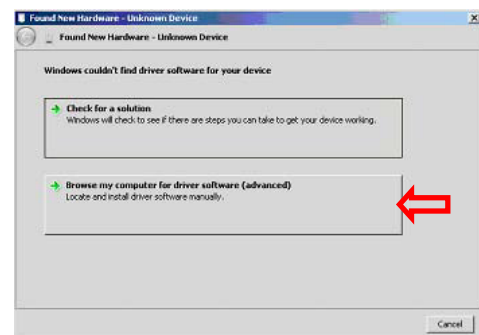 Found New Hardware - Unknown Device
Found New Hardware - Unknown Device
Windows couldn't find driver software for your device
Check for a solution
Windows will check to see if there are steps you can take to get your device working.
Browse my computer for driver software (advanced)
Locate and install driver software manually.
Cancel